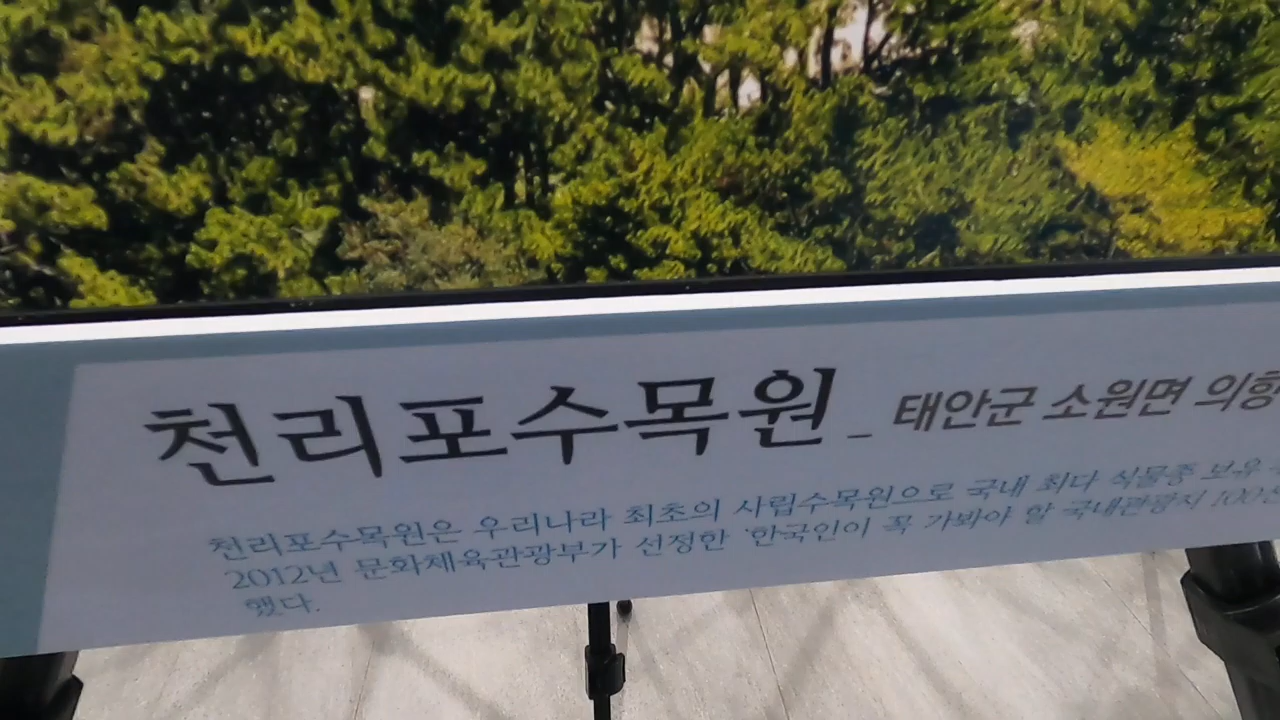 천리포수목원 _ 태안군 소원면 의항
천리포수목원은 우리나라 최초의 사립수목원으로 국내 최다 식물종 보유
2012년 문화체육관광부가 선정한 '한국인이 꼭 가봐야 할 국내관광지 100선
했다.